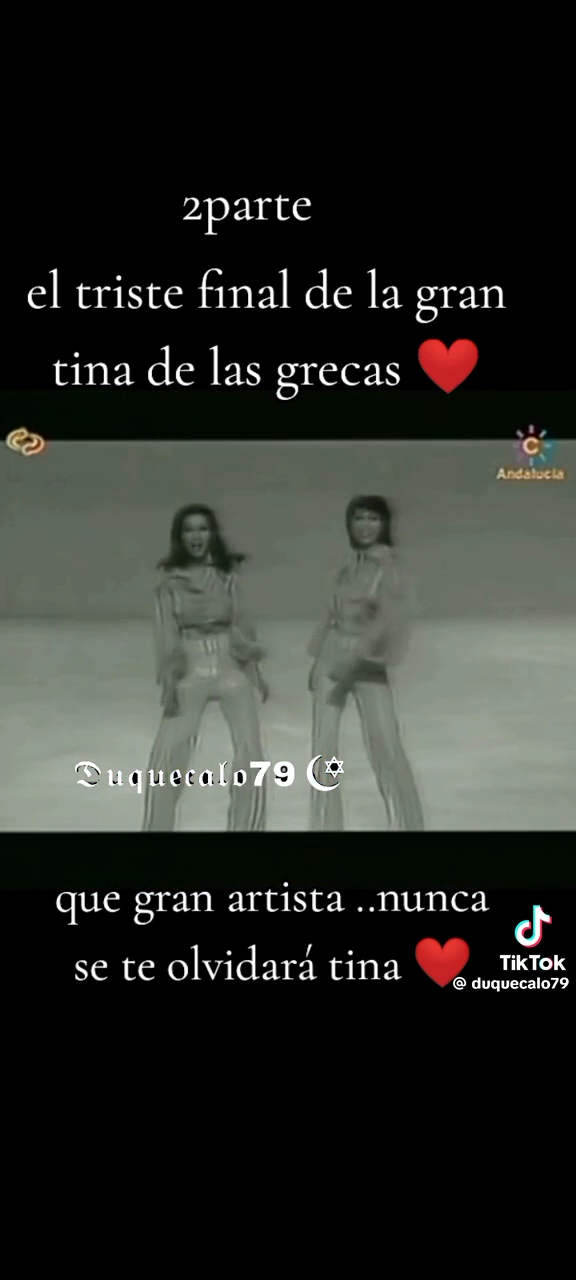 2parte
el triste final de la gran
tina de las grecas ❤️
C
Andalucía
Duquecalo79 ☪✡
que gran artista ..nunca
se te olvidará tina ❤️
TikTok
@ duquecalo79